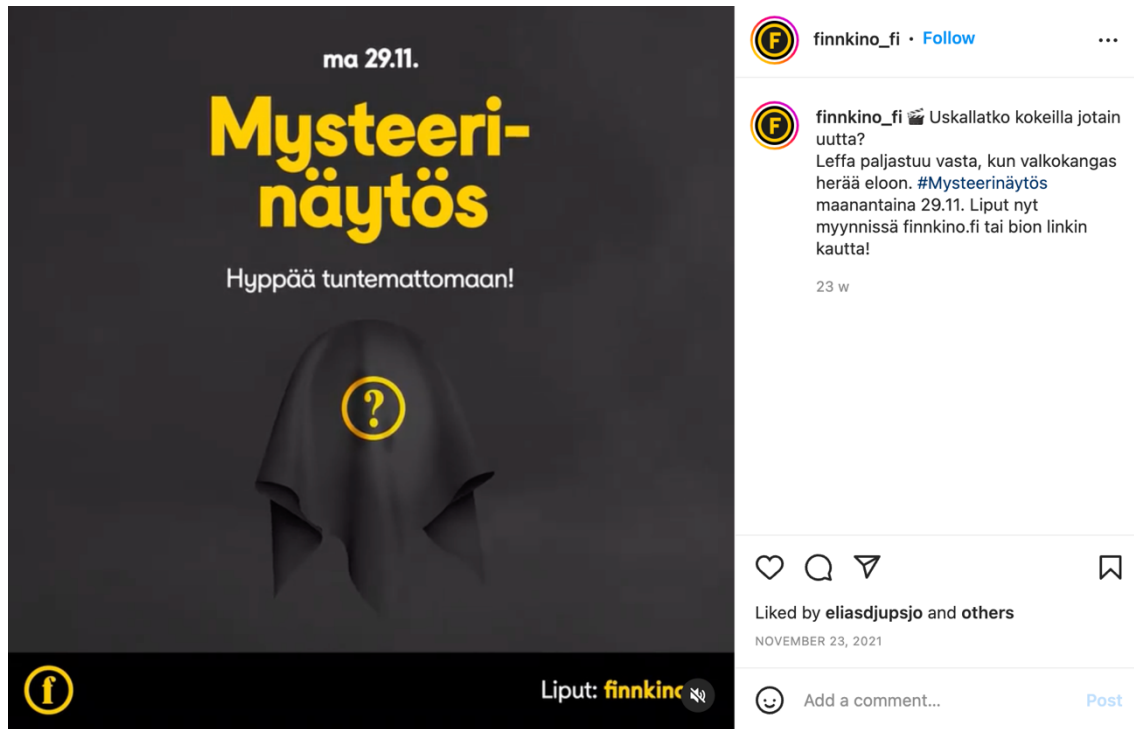 ma 29.11.
Mysteeri-
näytös
Hyppää tuntemattomaan!
?
f
Liput: finnkino
F
finnkino_fi • Follow
F
finnkino_fi 🎬 Uskallatko kokeilla jotain
uutta?
Leffa paljastuu vasta, kun valkokangas
herää eloon. #Mysteerinäytös
maanantaina 29.11. Liput nyt
myynnissä finnkino.fi tai bion linkin
kautta!
23 w
Liked by eliasdjupsjo and others
NOVEMBER 23, 2021
Add a comment... Post